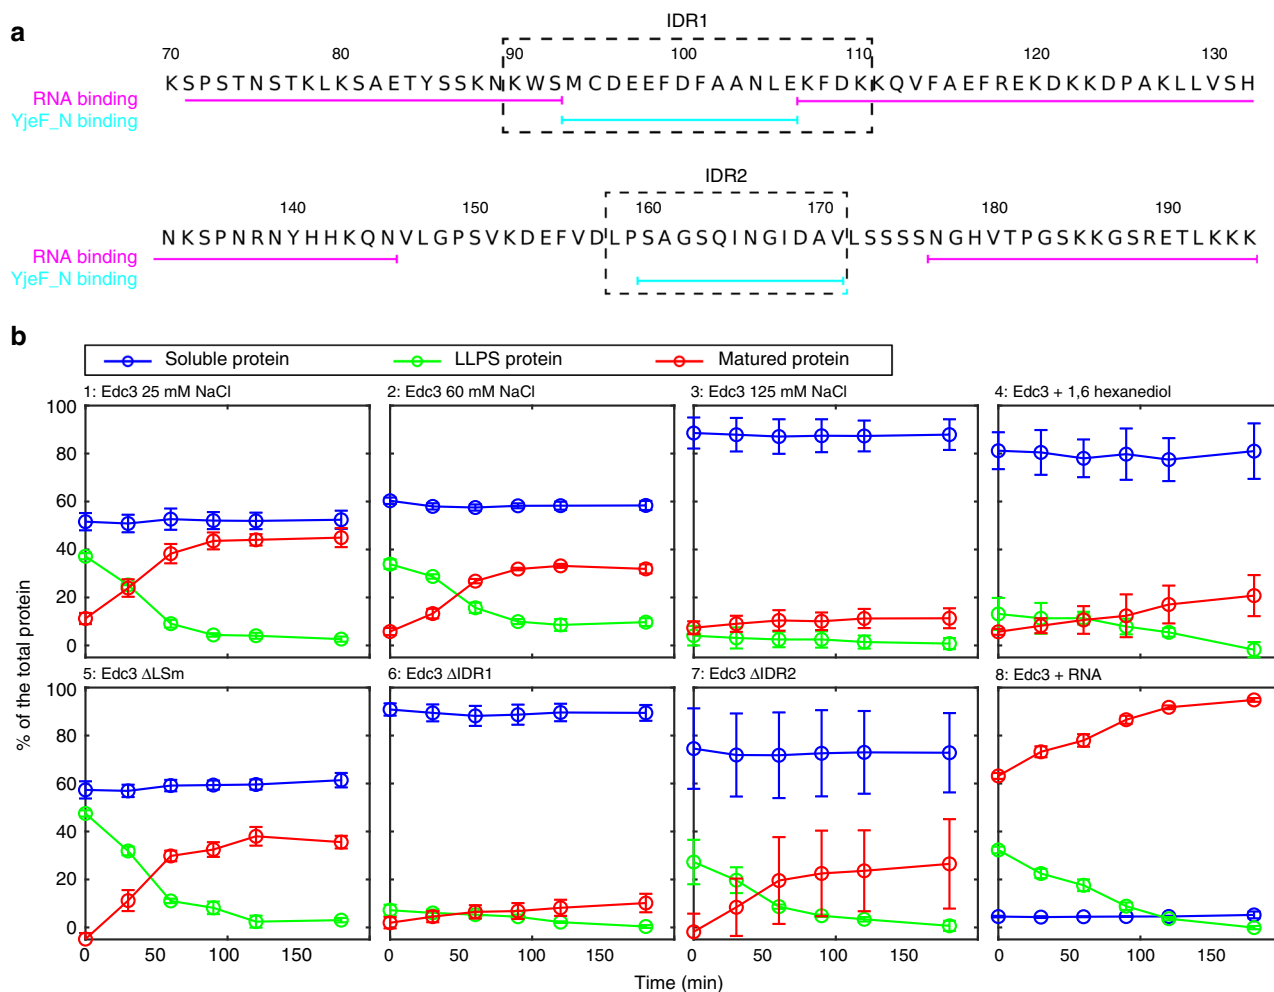 a
IDR1
70 80 90 100 110 120 130
KSPSTNSTKLKSAETYSSKNKWSMCDEEFDFAANLEKFDKKQVFAEFREKDKKDPAKLLVSH
RNA binding
YjeF_N binding
IDR2
140 150 160 170 180 190
NKSPNRNYHHKQNVLGPSVKDEFVDLPSAGSQINGIDAVLSSSSNGHVTPGSKKGSRETLKKK
RNA binding
YjeF_N binding
b
Soluble protein LLPS protein Matured protein
1: Edc3 25 mM NaCl 2: Edc3 60 mM NaCl 3: Edc3 125 mM NaCl 4: Edc3 + 1,6 hexanediol
100
80
60
40
20
0
5: Edc3 ΔLSm 6: Edc3 ΔIDR1 7: Edc3 ΔIDR2 8: Edc3 + RNA
100
80
60
40
20
0
% of the total protein
0 50 100 150 0 50 100 150 0 50 100 150 0 50 100 150
Time (min)